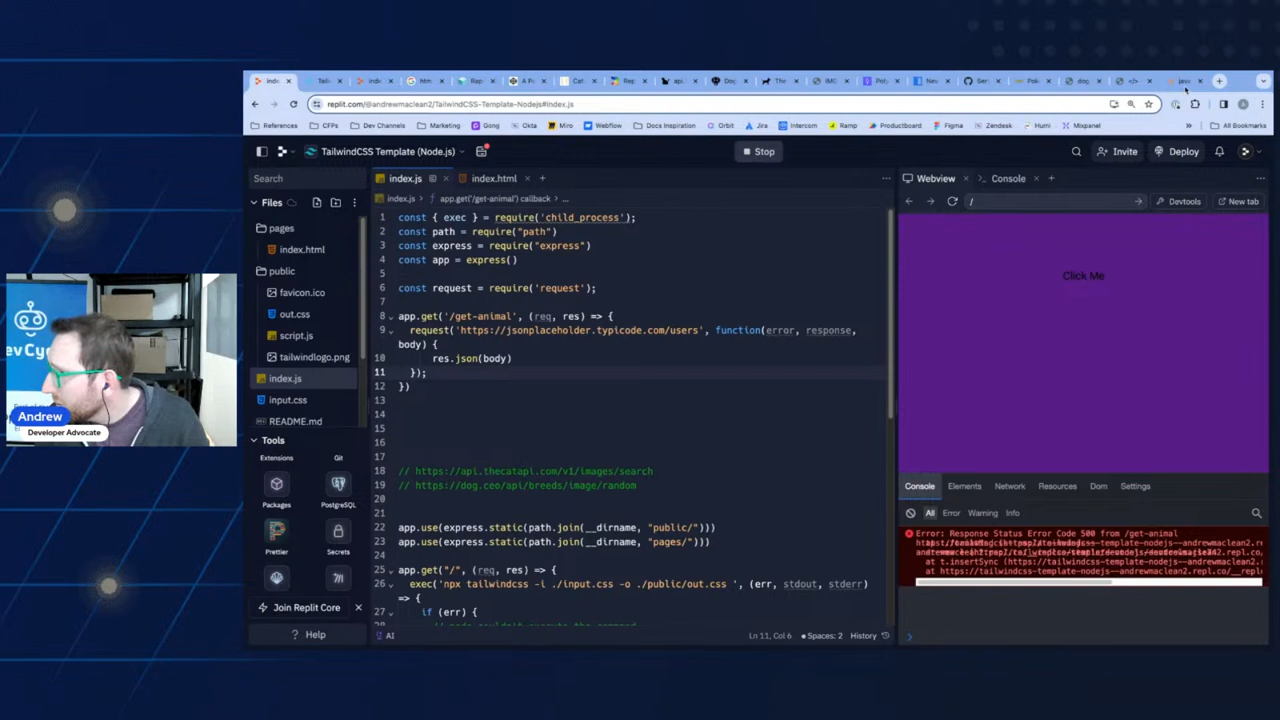 replit.com/@andrewmaclean2/TailwindCSS-Template-Nodejs#index.js
References CFPs Dev Channels Marketing Gong Okta Miro Webflow Docs Inspiration Orbit Jira Intercom Ramp Productboard Figma Zendesk Humi Mixpanel » All Bookmarks
TailwindCSS Template (Node.js) Stop Invite Deploy
Search
index.js index.html
Webview Console
Files
index.js app.get('/get-animal') callback ...
/ Devtools New tab
pages
index.html
public
favicon.ico
out.css
script.js
tailwindlogo.png
index.js
input.css
README.md
Tools
Extensions Git
Packages PostgreSQL
Prettier Secrets
Join Replit Core
Help
1 const { exec } = require('child_process');
2 const path = require("path")
3 const express = require("express")
4 const app = express()
5
6 const request = require('request');
7
8 app.get('/get-animal', (req, res) => {
9 request('https://jsonplaceholder.typicode.com/users', function(error, response,
body) {
10 res.json(body)
11 });
12 })
13
14
15
16
17
18 // https://api.thecatapi.com/v1/images/search
19 // https://dog.ceo/api/breeds/image/random
20
21
22 app.use(express.static(path.join(__dirname, "public/")))
23 app.use(express.static(path.join(__dirname, "pages/")))
24
25 app.get("/", (req, res) => {
26 exec('npx tailwindcss -i ./input.css -o ./public/out.css ', (err, stdout, stderr)
=> {
27 if (err) {
AI
Ln 11, Col 6 Spaces: 2 History
Click Me
Console Elements Network Resources Dom Settings
All Error Warning Info
Error: Response Status Error Code 500 from /get-animal
Andrew
Developer Advocate